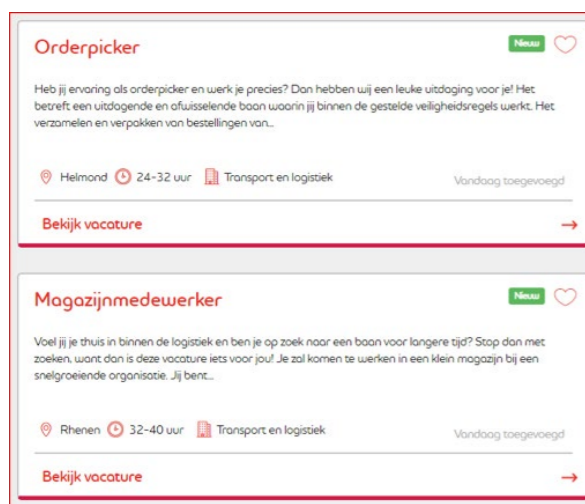 Orderpicker
Nieuw
Heb jij ervaring als orderpicker en werk je precies? Dan hebben wij een leuke uitdaging voor je! Het
betreft een uitdagende en afwisselende baan waarin jij binnen de gestelde veiligheidsregels werkt. Het
verzamelen en verpakken van bestellingen van...
Helmond 24-32 uur Transport en logistiek
Vandaag toegevoegd
Bekijk vacature →
Magazijnmedewerker
Nieuw
Voel jij je thuis in binnen de logistiek en ben je op zoek naar een baan voor langere tijd? Stop dan met
zoeken, want dan is deze vacature iets voor jou! Je zal komen te werken in een klein magazijn bij een
snelgroeiende organisatie. Jij bent...
Rhenen 32-40 uur Transport en logistiek
Vandaag toegevoegd
Bekijk vacature →